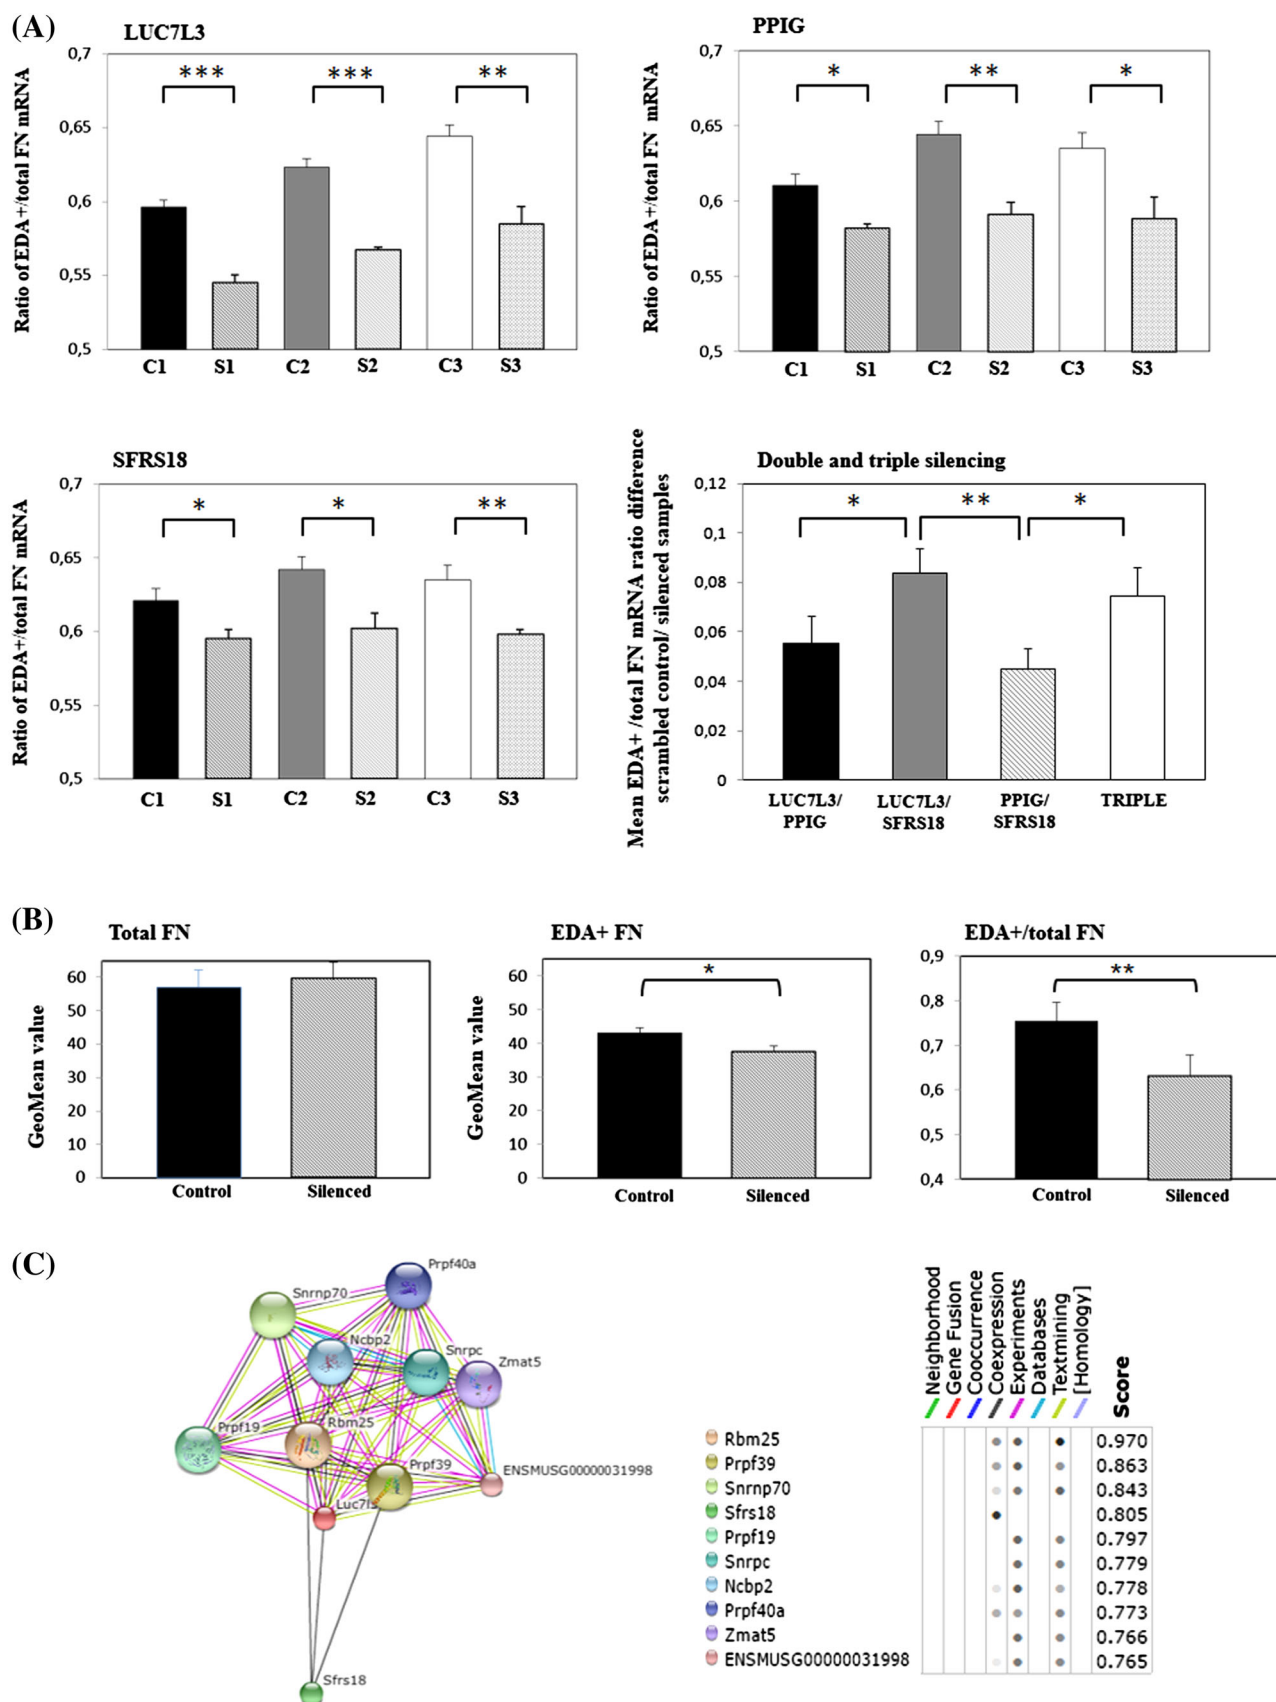 (A)
LUC7L3
Ratio of EDA+/total FN mRNA
0,7
0,65
0,6
0,55
0,5
*** *** **
C1 S1 C2 S2 C3 S3
PPIG
Ratio of EDA+/total FN mRNA
0,7
0,65
0,6
0,55
0,5
* ** *
C1 S1 C2 S2 C3 S3
SFRS18
Ratio of EDA+/total FN mRNA
0,7
0,65
0,6
0,55
0,5
* * **
C1 S1 C2 S2 C3 S3
Double and triple silencing
Mean EDA+ /total FN mRNA ratio difference
scrambled control/ silenced samples
0,12
0,1
0,08
0,06
0,04
0,02
0
* ** *
LUC7L3/ LUC7L3/ PPIG/ TRIPLE
PPIG SFRS18 SFRS18
(B)
Total FN
GeoMean value
60
50
40
30
20
10
0
Control Silenced
EDA+ FN
GeoMean value
60
50
40
30
20
10
0
*
Control Silenced
EDA+/total FN
0,9
0,8
0,7
0,6
0,5
0,4
**
Control Silenced
(C)
Prpf40a
Snrnp70
Ncbp2
Snrpc
Zmat5
Prpf19
Rbm25
Prpf39
ENSMUSG00000031998
Luc7l3
Sfrs18
Neighborhood
Gene Fusion
Cooccurrence
Coexpression
Experiments
Databases
Textmining
[Homology]
Score
Rbm25 0.970
Prpf39 0.863
Snrnp70 0.843
Sfrs18 0.805
Prpf19 0.797
Snrpc 0.779
Ncbp2 0.778
Prpf40a 0.773
Zmat5 0.766
ENSMUSG00000031998 0.765